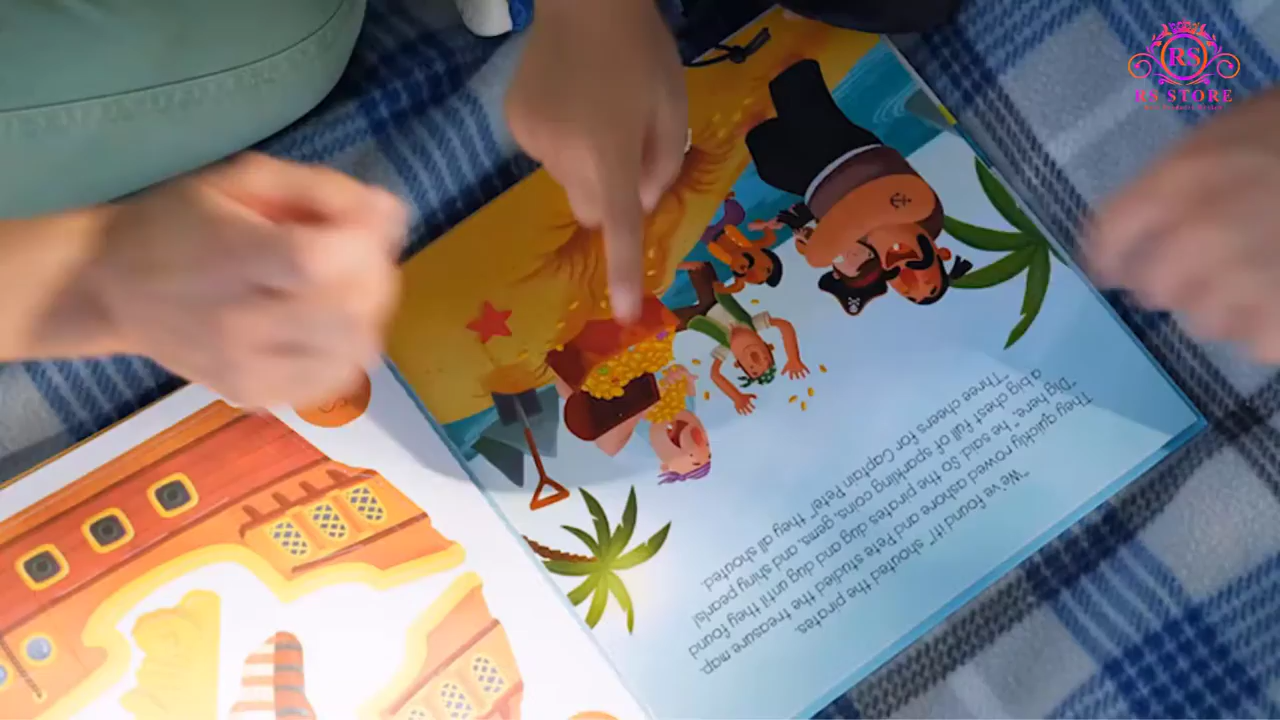 "We've found it!" shouted the pirates.
They quickly rowed ashore and Pete studied the treasure map.
"Dig here," he said. So the pirates dug and dug until they found
a big chest full of sparkling coins, gems, and shiny pearls!
"Three cheers for Captain Pete!" they all shouted.
RS
RS STORE